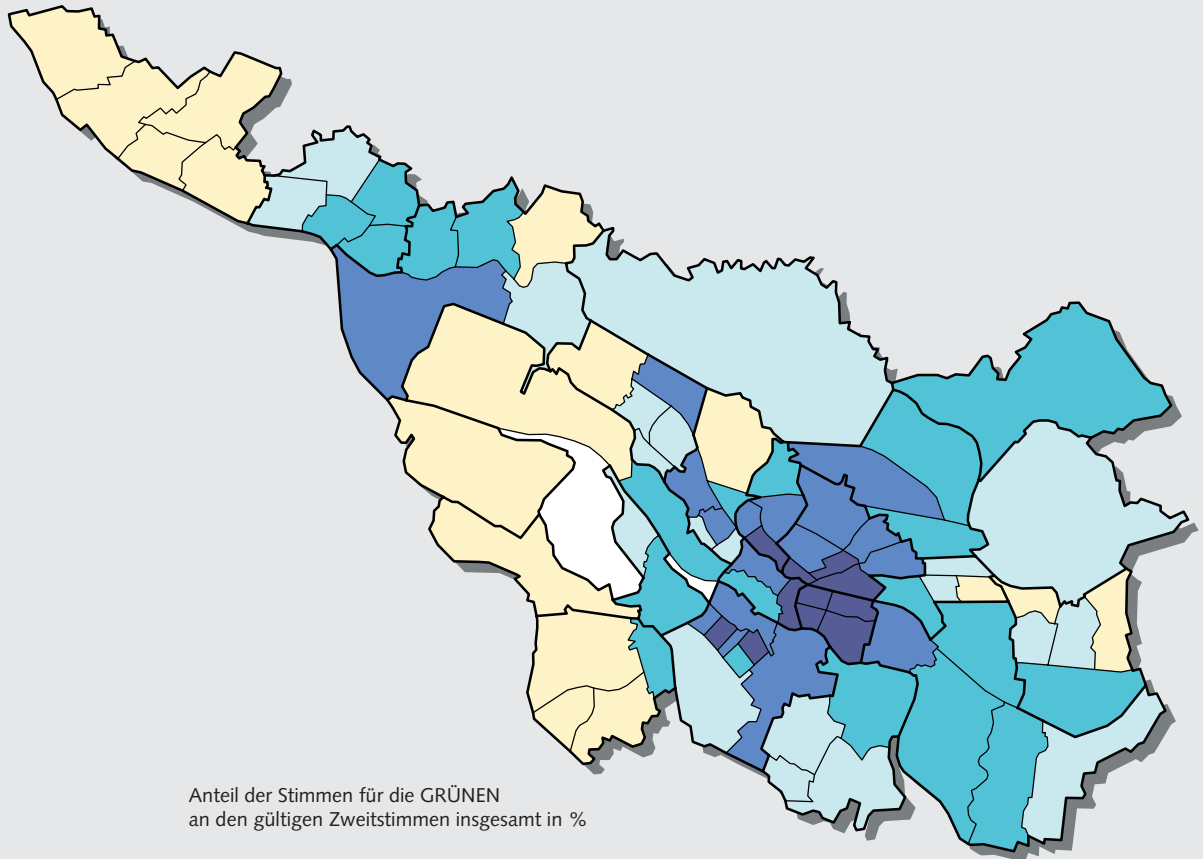 Anteil der Stimmen für die GRÜNEN
an den gültigen Zweitstimmen insgesamt in %